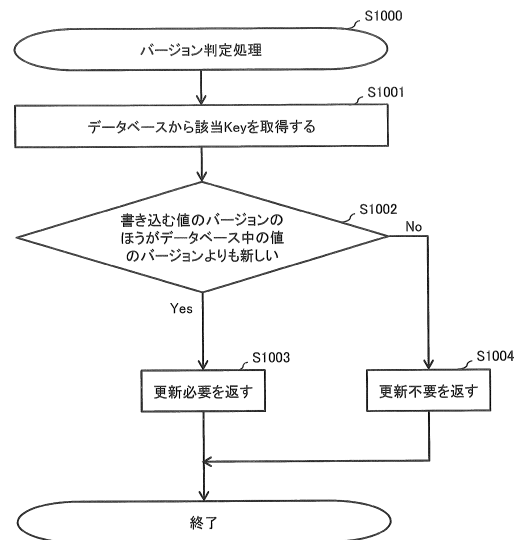 S1000
バージョン判定処理
S1001
データベースから該当Keyを取得する
S1002
書き込む値のバージョンの
ほうがデータベース中の値
のバージョンよりも新しい
No
Yes
S1003
更新必要を返す
S1004
更新不要を返す
終了